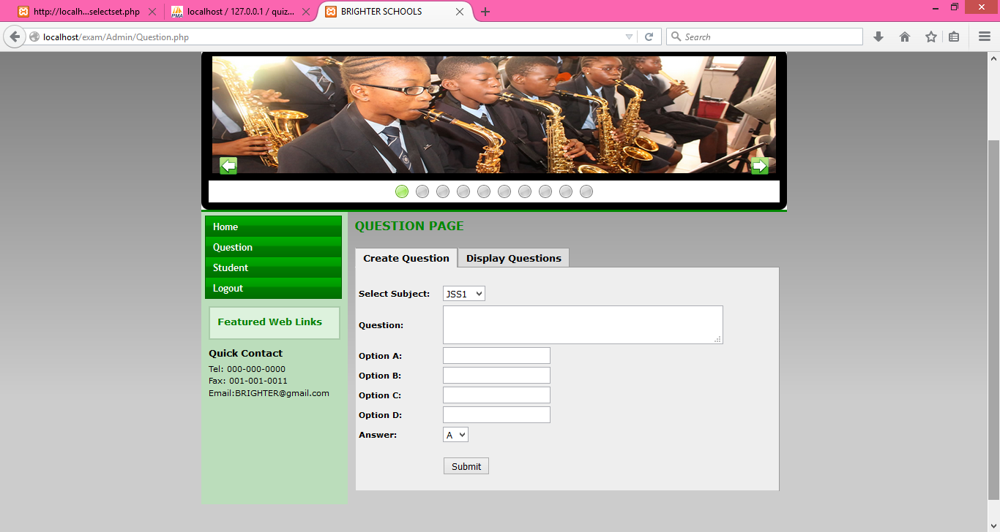 http://localh...selectset.php
localhost / 127.0.0.1 / quiz...
BRIGHTER SCHOOLS
localhost/exam/Admin/Question.php
Search
Home
Question
Student
Logout
Featured Web Links
Quick Contact
Tel: 000-000-0000
Fax: 001-001-0011
Email:BRIGHTER@gmail.com
QUESTION PAGE
Create Question
Display Questions
Select Subject: JSS1
Question:
Option A:
Option B:
Option C:
Option D:
Answer: A
Submit